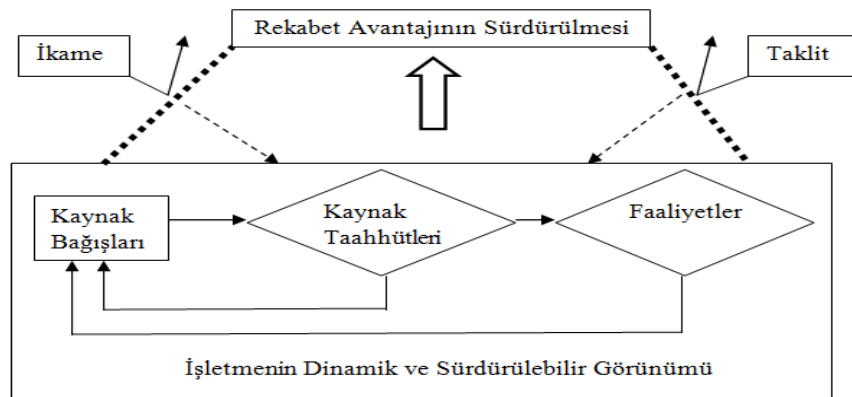 Rekabet Avantajının Sürdürülmesi
İkame
Taklit
Kaynak
Bağışları
Kaynak
Taahhütleri
Faaliyetler
İşletmenin Dinamik ve Sürdürülebilir Görünümü